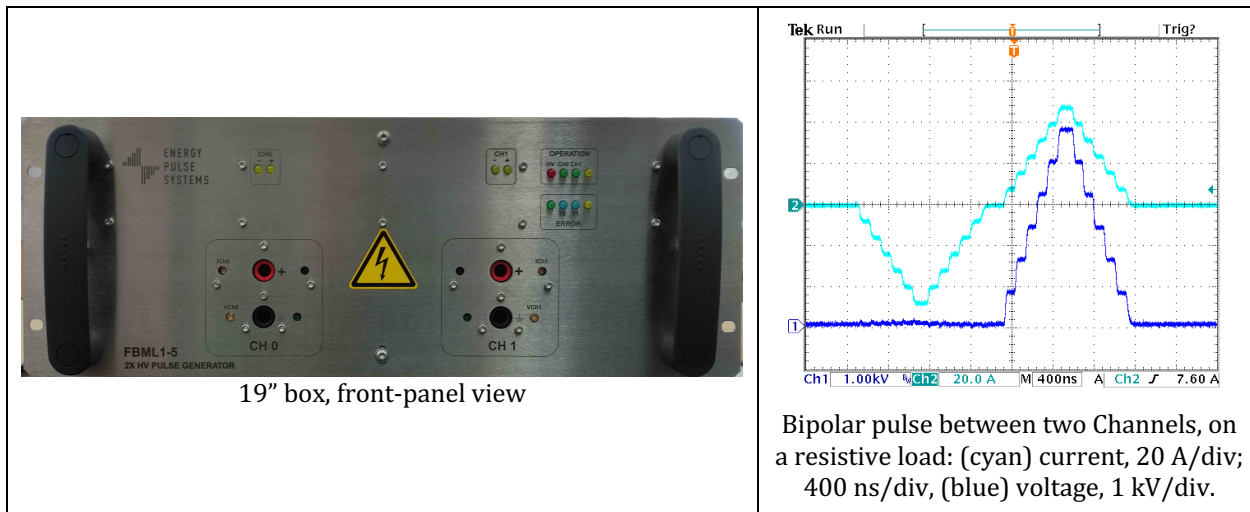 ENERGY
PULSE
SYSTEMS
CH0
- +
CH1
- +
OPERATION
HV Ch0 Ch1
T0 T1
ERROR
ICh0
+
VCh0
CH 0
+
ICh1
VCh1
CH 1
FBML1-5
2X HV PULSE GENERATOR
19” box, front-panel view
Tek Run
Trig?
T
T
2
1
Ch1 1.00kV Ch2 20.0 A M 400ns A Ch2 7.60 A
Bipolar pulse between two Channels, on
a resistive load: (cyan) current, 20 A/div;
400 ns/div, (blue) voltage, 1 kV/div.